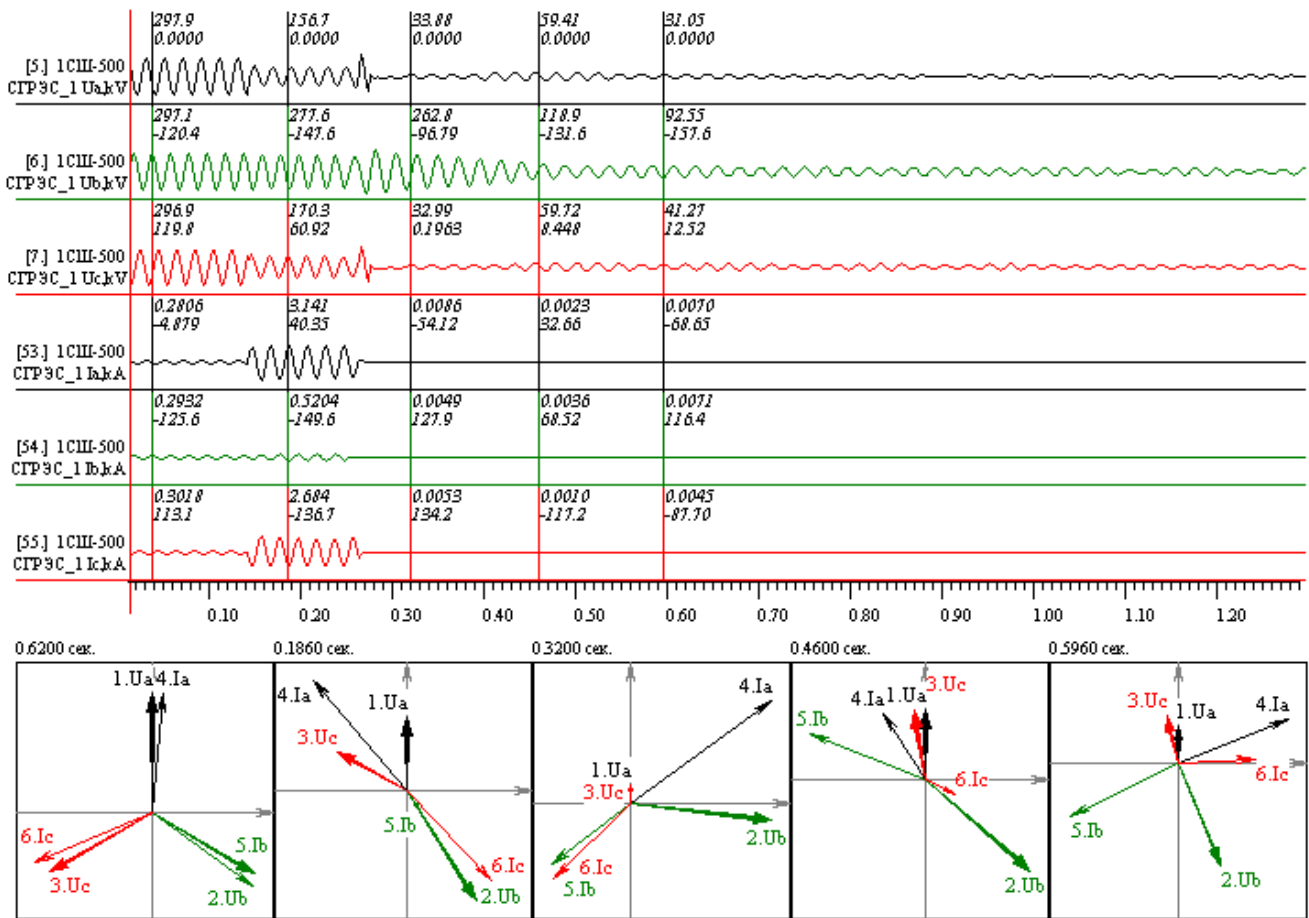 297.9 156.7 33.88 59.41 31.05
0.0000 0.0000 0.0000 0.0000 0.0000
[5.] 1СШ-500
СГРЭС_1 Ua,kV
297.1 277.6 262.8 118.9 92.55
-120.4 -147.6 -96.79 -131.6 -157.6
[6.] 1СШ-500
СГРЭС_1 Ub,kV
296.9 170.3 32.99 59.72 41.27
119.8 60.92 0.1963 8.448 12.52
[7.] 1СШ-500
СГРЭС_1 Uc,kV
0.2806 3.141 0.0086 0.0023 0.0070
-4.879 40.35 -54.12 32.66 -68.65
[53.] 1СШ-500
СГРЭС_1 Ia,kA
0.2932 0.5204 0.0049 0.0036 0.0071
-125.6 -149.6 127.9 68.52 116.4
[54.] 1СШ-500
СГРЭС_1 Ib,kA
0.3018 2.684 0.0053 0.0010 0.0045
113.1 -136.7 134.2 -117.2 -87.70
[55.] 1СШ-500
СГРЭС_1 Ic,kA
0.10 0.20 0.30 0.40 0.50 0.60 0.70 0.80 0.90 1.00 1.10 1.20
0.6200 сек. 0.1860 сек. 0.3200 сек. 0.4600 сек. 0.5960 сек.
1.Ua 4.Ia
6.Ic
3.Uc
5.Ib
2.Ub
4.Ia
1.Ua
3.Uc
5.Ib
6.Ic
2.Ub
4.Ia
1.Ua
3.Uc
2.Ub
6.Ic
5.Ib
4.Ia 1.Ua 3.Uc
5.Ib
6.Ic
2.Ub
3.Uc
1.Ua
4.Ia
6.Ic
5.Ib
2.Ub